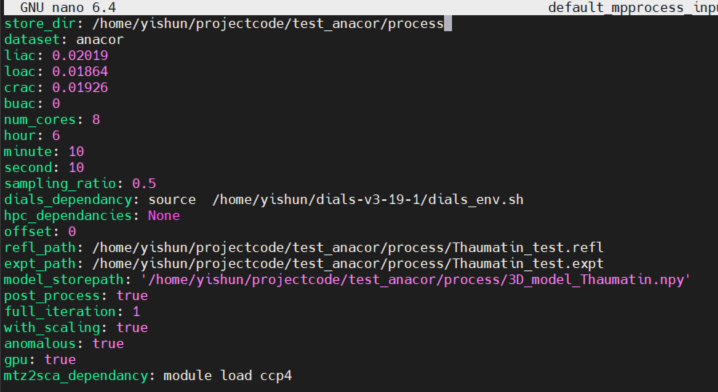 GNU nano 6.4 default_mpprocess_inpu
store_dir: /home/yishun/projectcode/test_anacor/process
dataset: anacor
liac: 0.02019
loac: 0.01864
crac: 0.01926
buac: 0
num_cores: 8
hour: 6
minute: 10
second: 10
sampling_ratio: 0.5
dials_dependancy: source  /home/yishun/dials-v3-19-1/dials_env.sh
hpc_dependancies: None
offset: 0
refl_path: /home/yishun/projectcode/test_anacor/process/Thaumatin_test.refl
expt_path: /home/yishun/projectcode/test_anacor/process/Thaumatin_test.expt
model_storepath: '/home/yishun/projectcode/test_anacor/process/3D_model_Thaumatin.npy'
post_process: true
full_iteration: 1
with_scaling: true
anomalous: true
gpu: true
mtz2sca_dependancy: module load ccp4